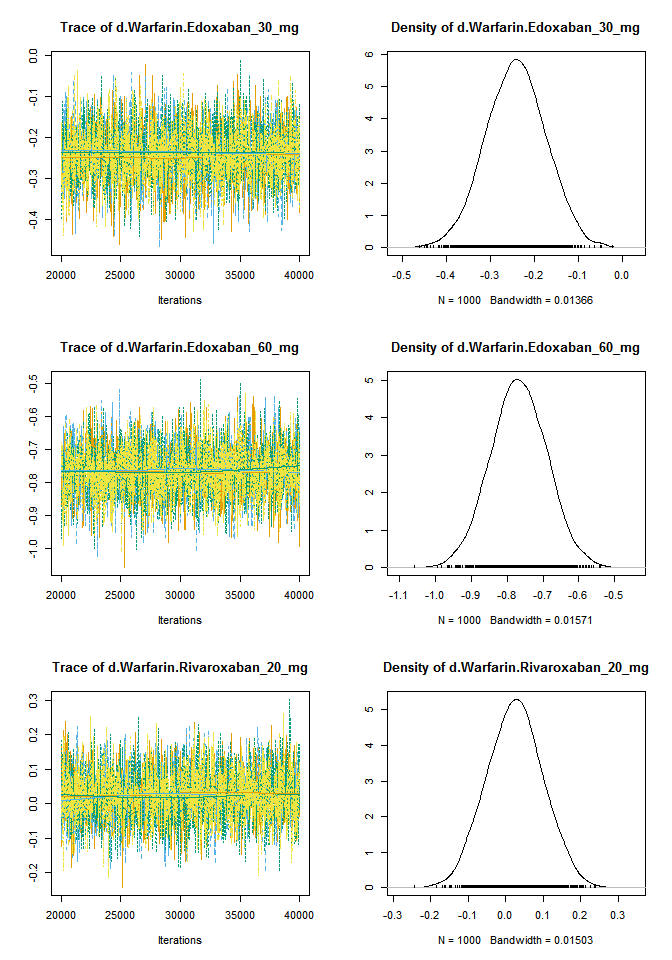 Trace of d.Warfarin.Edoxaban_30_mg
0.0
-0.1
-0.2
-0.3
-0.4
20000 25000 30000 35000 40000
Iterations
Density of d.Warfarin.Edoxaban_30_mg
6
5
4
3
2
1
0
-0.5 -0.4 -0.3 -0.2 -0.1 0.0
N = 1000 Bandwidth = 0.01366
Trace of d.Warfarin.Edoxaban_60_mg
-0.5
-0.6
-0.7
-0.8
-0.9
-1.0
20000 25000 30000 35000 40000
Iterations
Density of d.Warfarin.Edoxaban_60_mg
5
4
3
2
1
0
-1.1 -1.0 -0.9 -0.8 -0.7 -0.6 -0.5
N = 1000 Bandwidth = 0.01571
Trace of d.Warfarin.Rivaroxaban_20_mg
0.3
0.2
0.1
0.0
-0.1
-0.2
20000 25000 30000 35000 40000
Iterations
Density of d.Warfarin.Rivaroxaban_20_mg
5
4
3
2
1
0
-0.3 -0.2 -0.1 0.0 0.1 0.2 0.3
N = 1000 Bandwidth = 0.01503